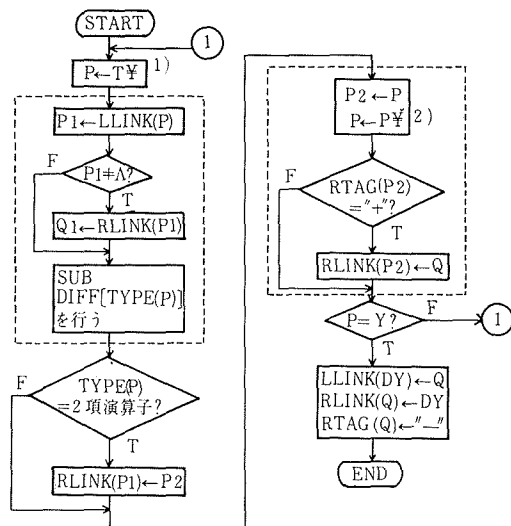 START
1
P←T¥ 1)
P1←LLINK(P)
F
P1≠Λ?
T
Q1←RLINK(P1)
SUB
DIFF[TYPE(P)]
を行う
F
TYPE(P)
=2項演算子?
T
RLINK(P1)←P2
P2←P
P←P¥ 2)
F
RTAG(P2)
="+"?
T
RLINK(P2)←Q
P=Y?
F
1
T
LLINK(DY)←Q
RLINK(Q)←DY
RTAG(Q)←"—"
END